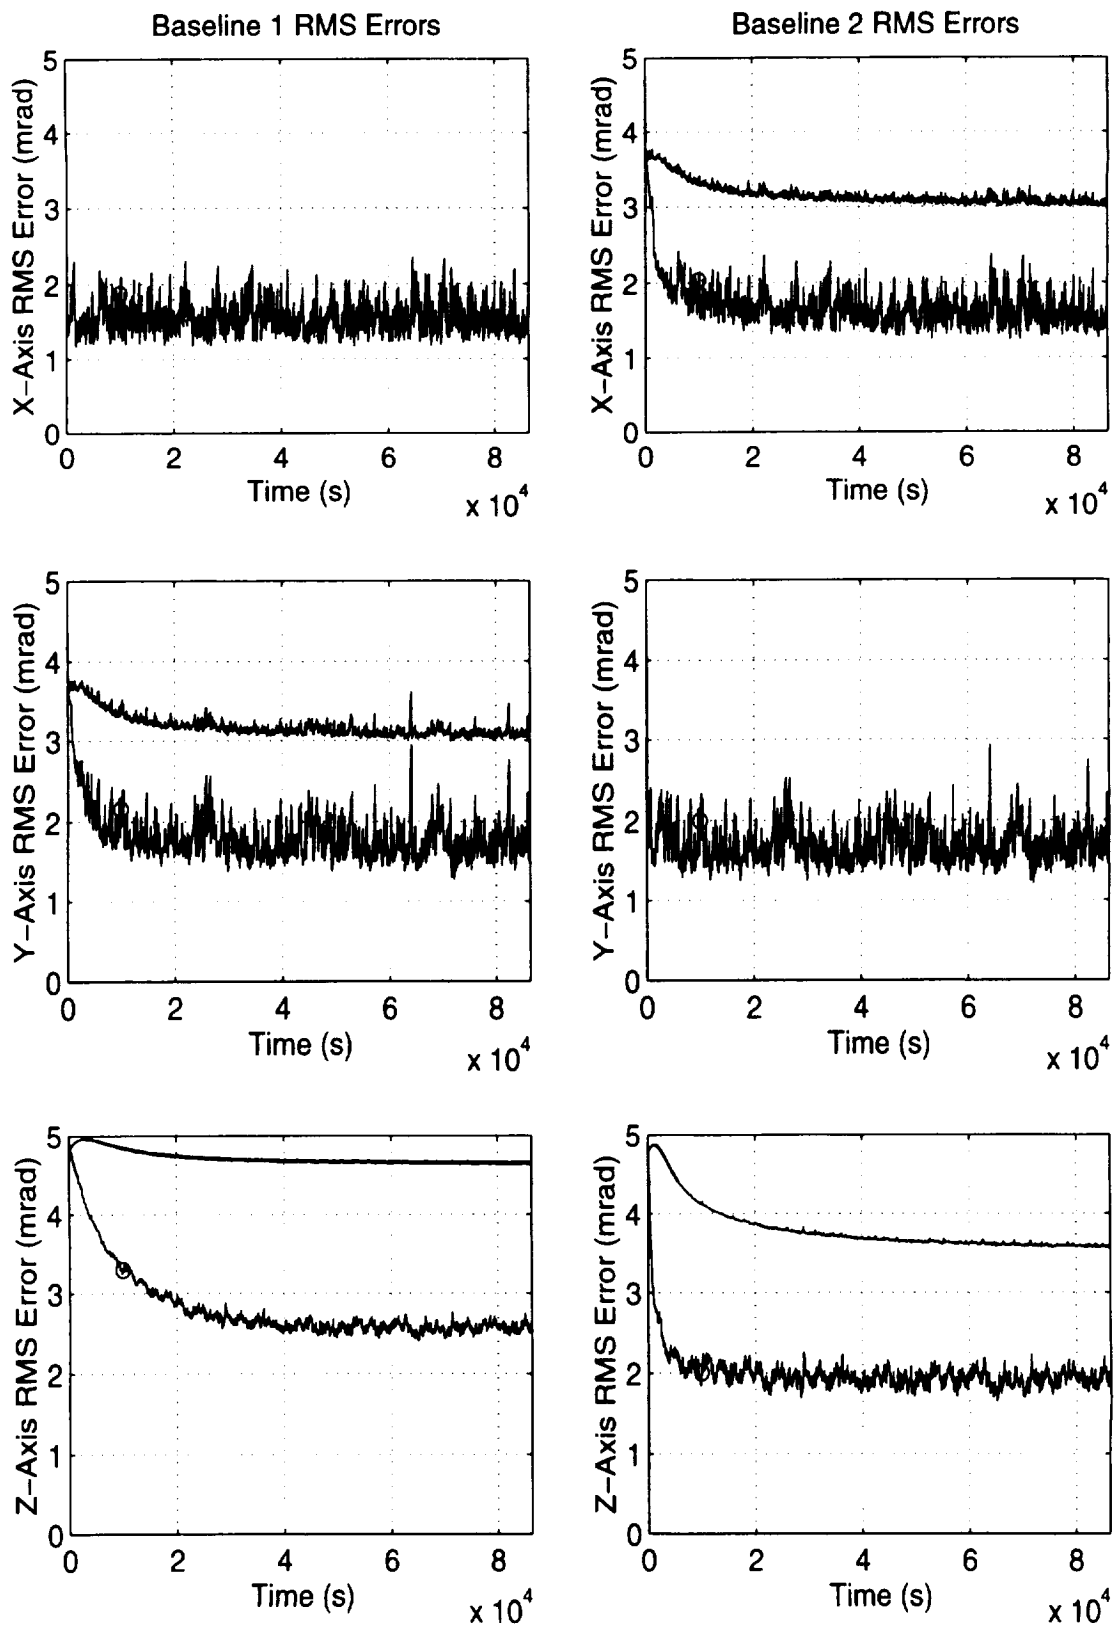 Baseline 1 RMS Errors
Baseline 2 RMS Errors
X-Axis RMS Error (mrad)
5
4
3
2
1
0
0 2 4 6 8
Time (s)
x 10^4
X-Axis RMS Error (mrad)
5
4
3
2
1
0
0 2 4 6 8
Time (s)
x 10^4
Y-Axis RMS Error (mrad)
5
4
3
2
1
0
0 2 4 6 8
Time (s)
x 10^4
Y-Axis RMS Error (mrad)
5
4
3
2
1
0
0 2 4 6 8
Time (s)
x 10^4
Z-Axis RMS Error (mrad)
5
4
3
2
1
0
0 2 4 6 8
Time (s)
x 10^4
Z-Axis RMS Error (mrad)
5
4
3
2
1
0
0 2 4 6 8
Time (s)
x 10^4